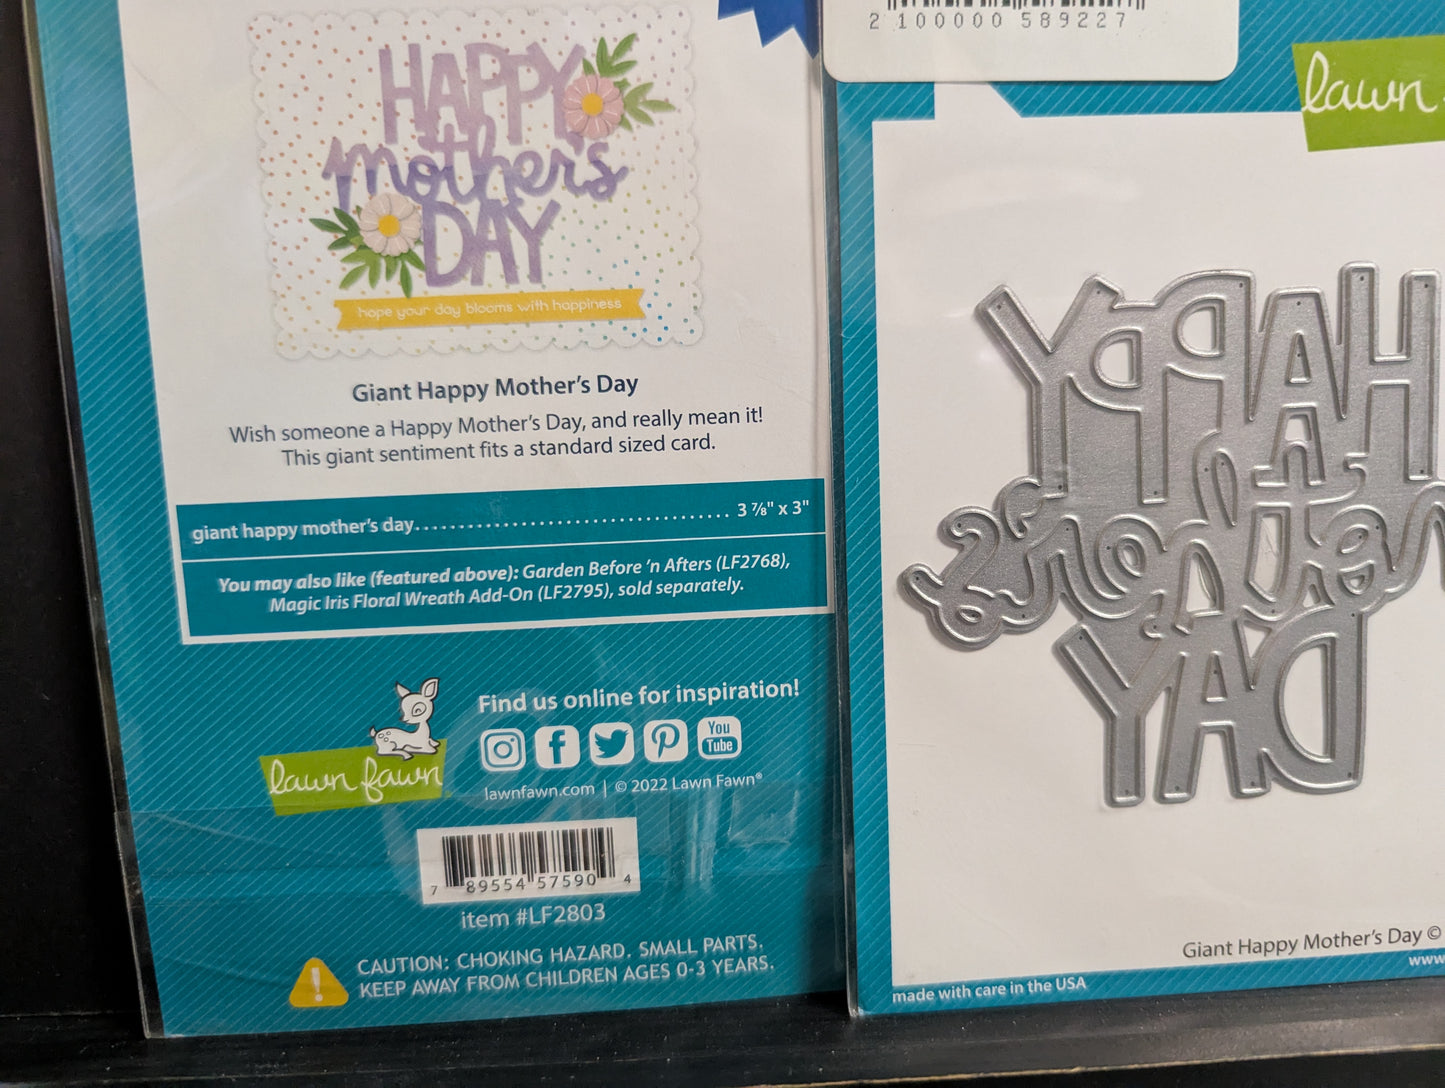 HAPPY
mother's
DAY
hope your day blooms with happiness
Giant Happy Mother's Day
Wish someone a Happy Mother's Day, and really mean it!
This giant sentiment fits a standard sized card.
giant happy mother's day.................................... 3 ⅞" x 3"
You may also like (featured above): Garden Before 'n Afters (LF2768),
Magic Iris Floral Wreath Add-On (LF2795), sold separately.
Find us online for inspiration!
You
Tube
lawn fawn
lawnfawn.com | © 2022 Lawn Fawn®
7 89554 57590 4
item #LF2803
CAUTION: CHOKING HAZARD. SMALL PARTS.
KEEP AWAY FROM CHILDREN AGES 0-3 YEARS.
2 100000 589227
lawn
HAPPY
mother's
DAY
Giant Happy Mother's Day ©
www.
made with care in the USA